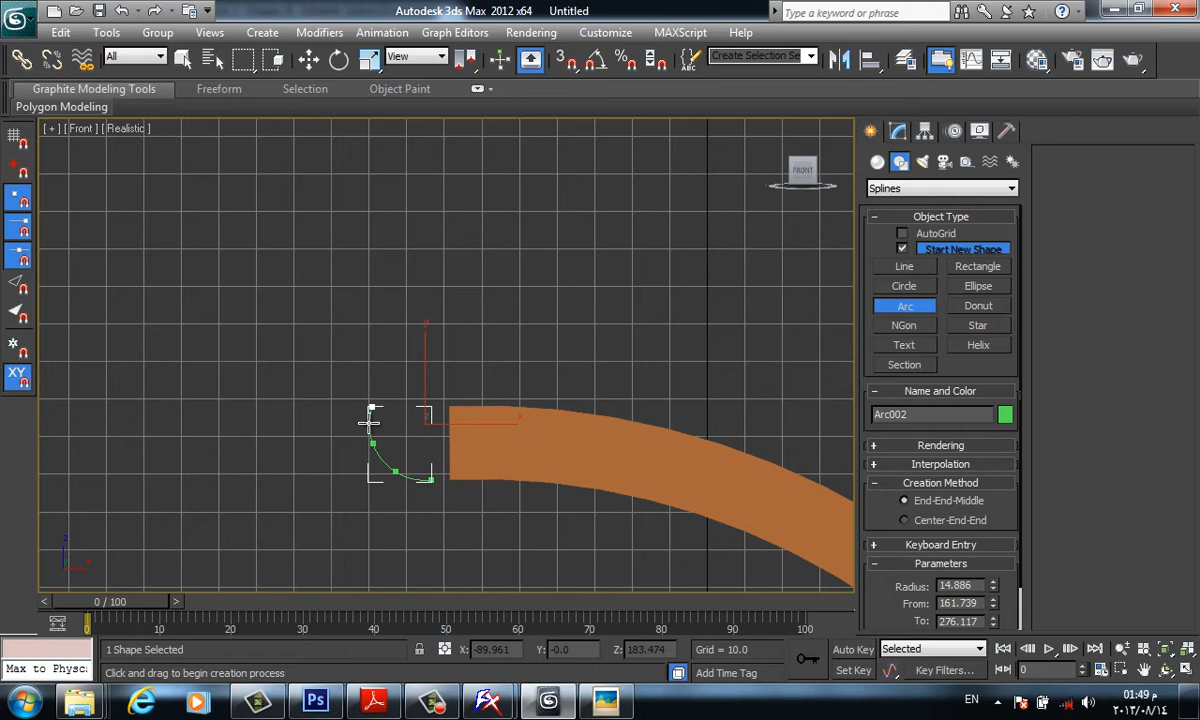 Autodesk 3ds Max 2012 x64 Untitled
Type a keyword or phrase
Edit Tools Group Views Create Modifiers Animation Graph Editors Rendering Customize MAXScript Help
All
View
3
Create Selection Se
Graphite Modeling Tools Freeform Selection Object Paint
Polygon Modeling
[ + ] [ Front ] [ Realistic ]
FRONT
Splines
Object Type
AutoGrid
Start New Shape
Line Rectangle
Circle Ellipse
Arc Donut
NGon Star
Text Helix
Section
Name and Color
Arc002
Rendering
Interpolation
Creation Method
End-End-Middle
Center-End-End
Keyboard Entry
Parameters
Radius: 14.886
From: 161.739
To: 276.117
XY
x
z
x
< 0 / 100 >
0 10 20 30 40 50 60 70 80 90 100
1 Shape Selected
X: -89.961 Y: -0.0 Z: 183.474 Grid = 10.0
Auto Key Selected
Max to Physc
Click and drag to begin creation process
Add Time Tag
Set Key Key Filters...
0
Ps
EN
01:49 م
٢٠١٣/٠٨/١٤